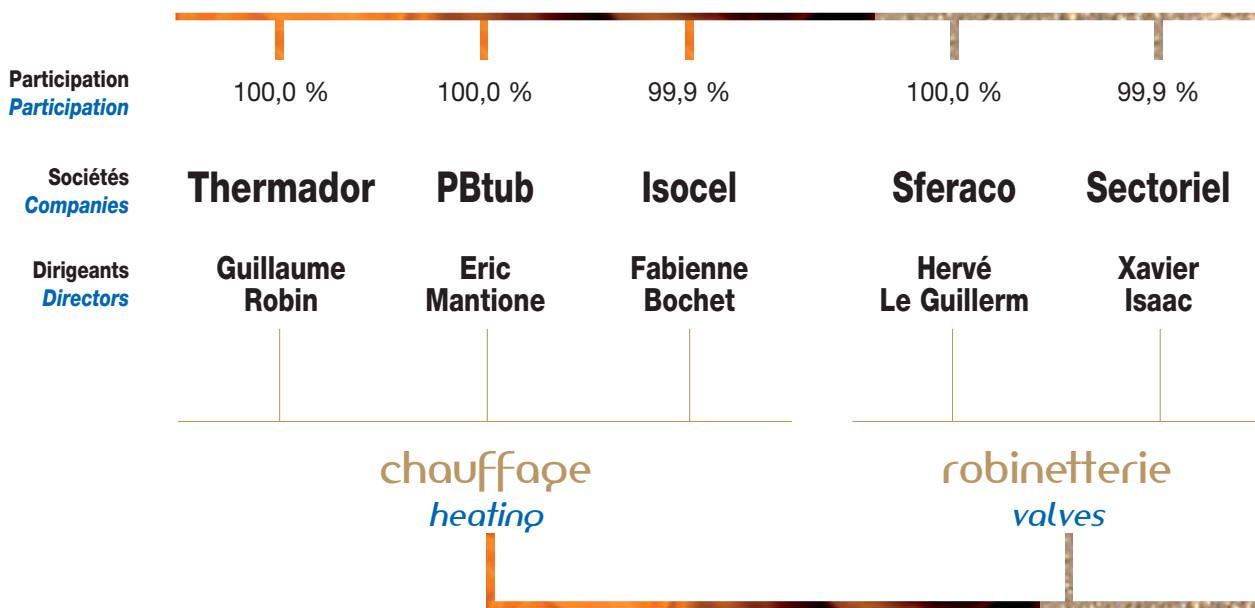 Participation
Participation
100,0 %
100,0 %
99,9 %
100,0 %
99,9 %
Sociétés
Companies
Thermador
PBtub
Isocel
Sferaco
Sectoriel
Dirigeants
Directors
Guillaume
Robin
Eric
Mantione
Fabienne
Bochet
Hervé
Le Guillerm
Xavier
Isaac
chauffage
heating
robinetterie
valves